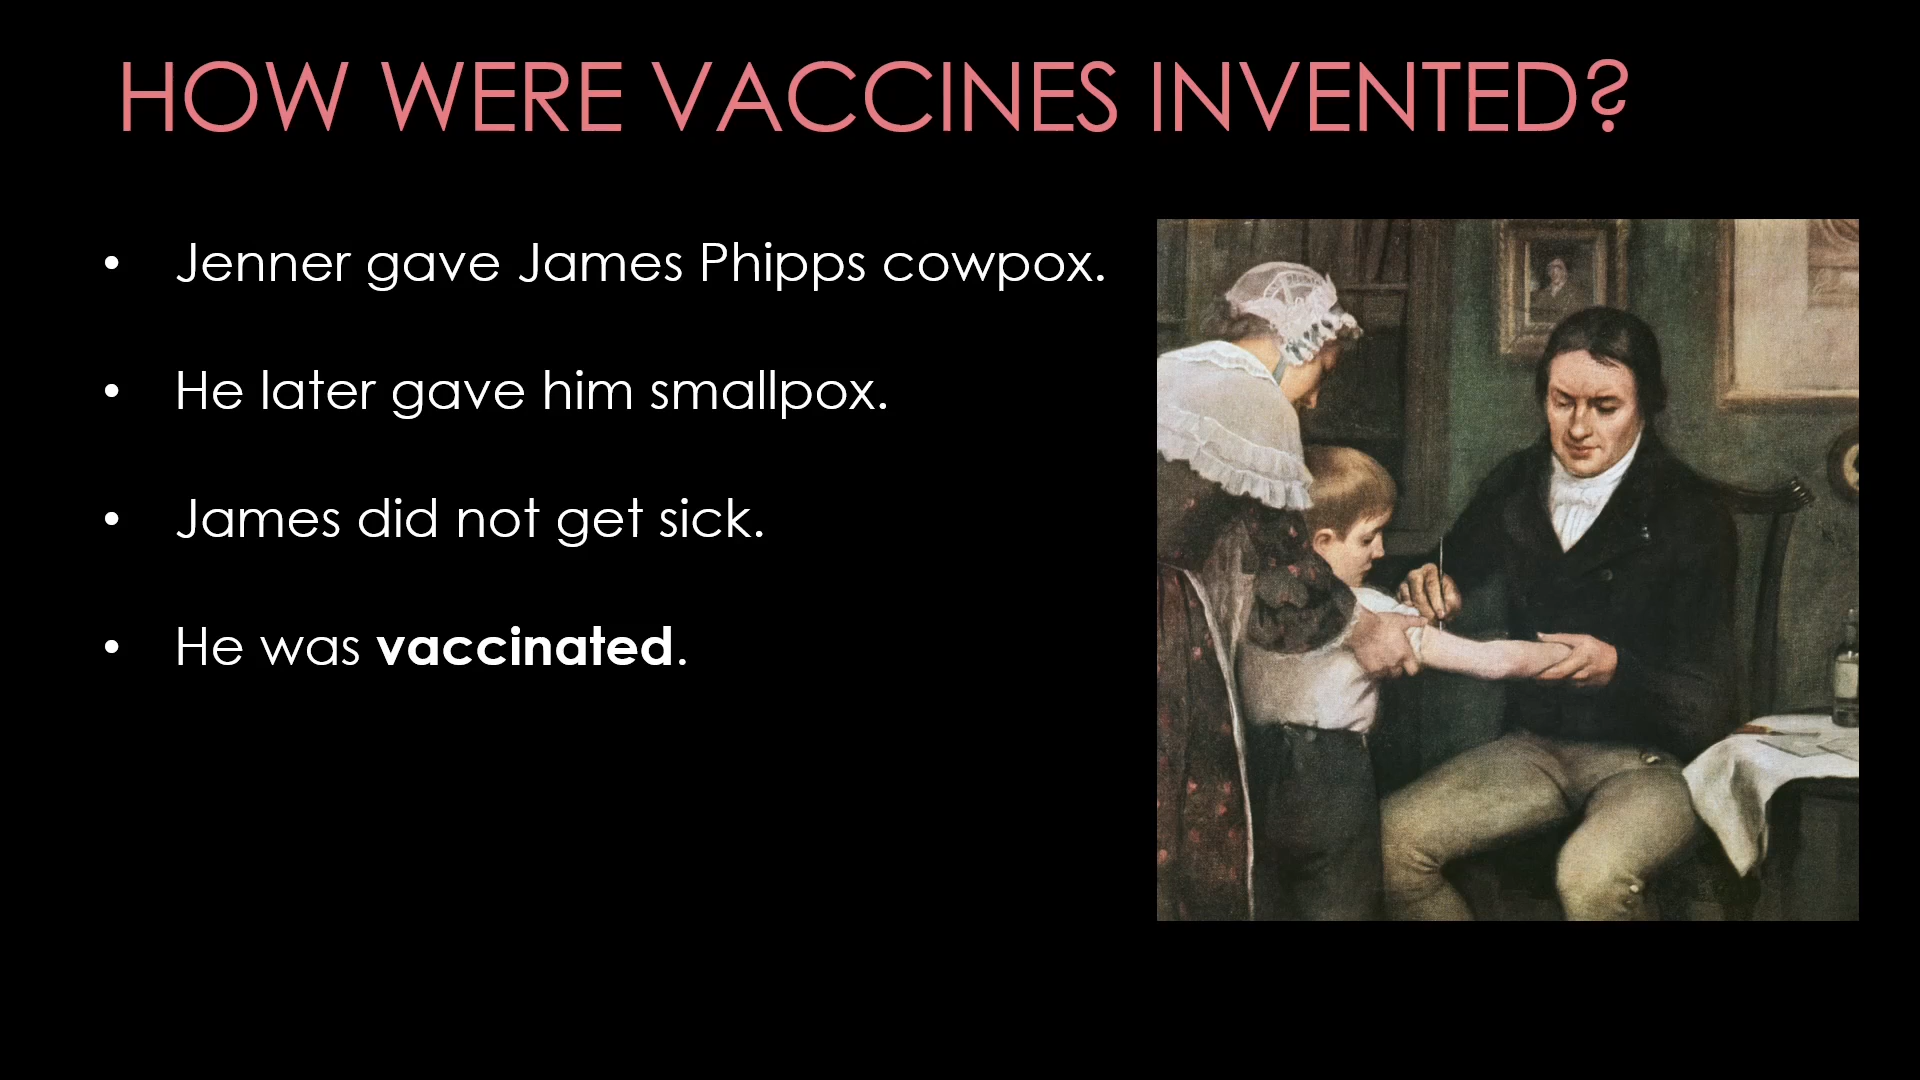 HOW WERE VACCINES INVENTED?
• Jenner gave James Phipps cowpox.
• He later gave him smallpox.
• James did not get sick.
• He was vaccinated.